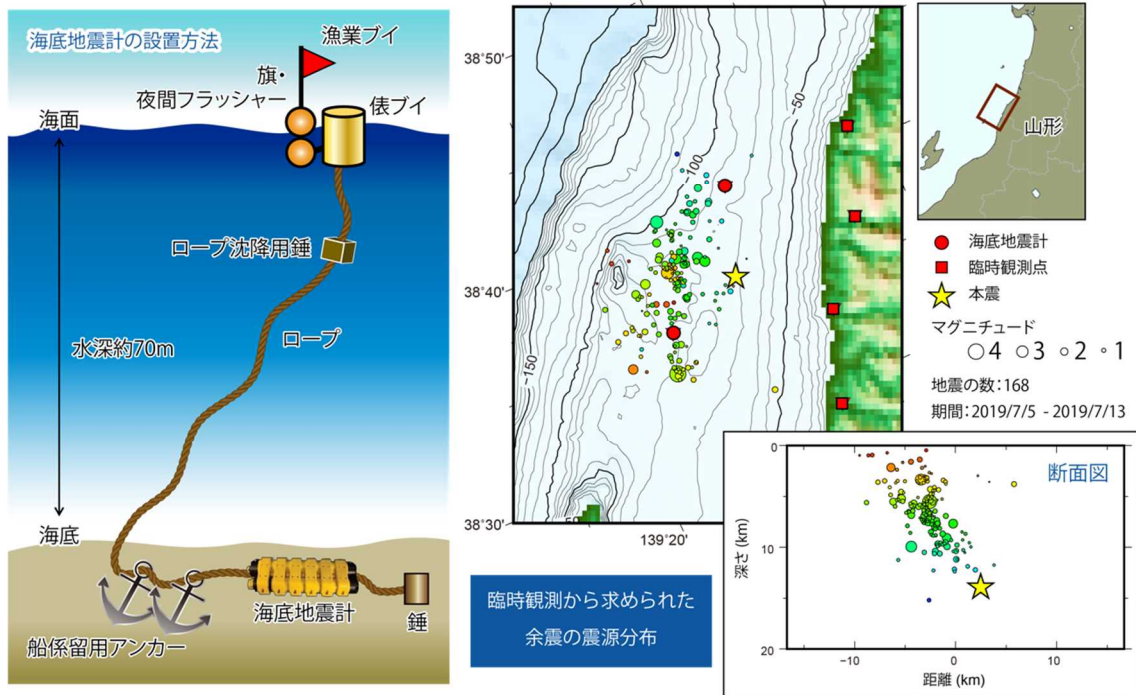 海底地震計の設置方法
漁業ブイ
旗・
夜間フラッシャー
俵ブイ
海面
ロープ沈降用錘
ロープ
水深約70m
海底
海底地震計
錘
船係留用アンカー
38°50'
38°40'
38°30'
139°20'
-50
-100
-150
-50
山形
海底地震計
臨時観測点
本震
マグニチュード
4 3 2 1
地震の数:168
期間:2019/7/5 - 2019/7/13
臨時観測から求められた
余震の震源分布
断面図
深さ (km)
0
10
20
-10 0 10
距離 (km)